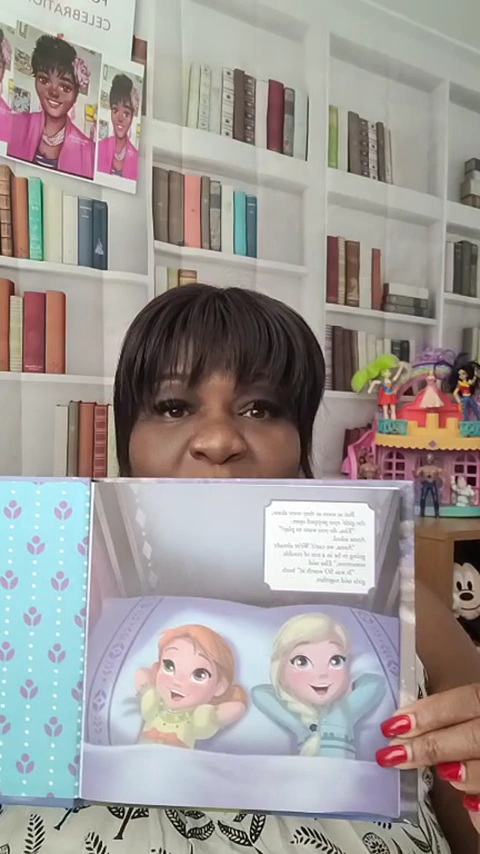 CELEBRATION
But as soon as they were alone,
the girls' eyes popped open.
"Elsa, do you want to play?"
Anna asked.
"Anna, we can't! We're already
going to be in a ton of trouble
tomorrow," Elsa said.
"It was SO worth it," both
girls said together.